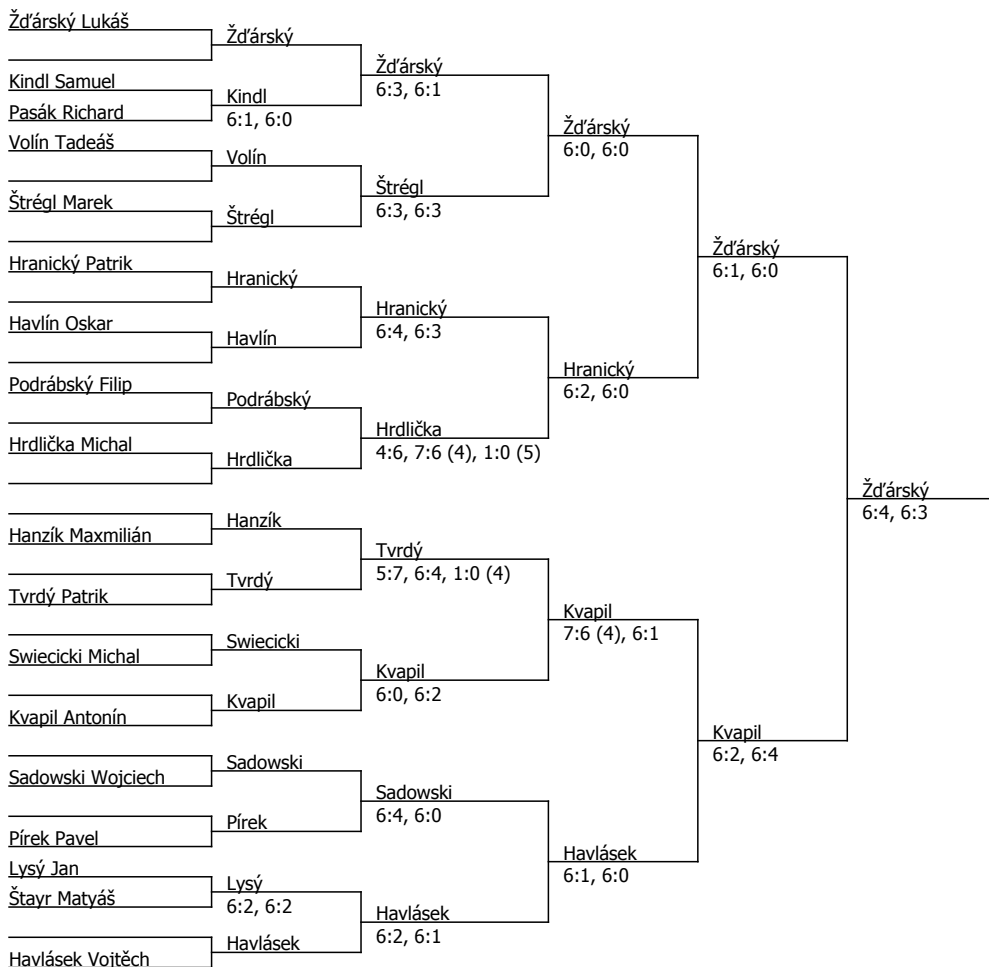 Žďárský Lukáš
Kindl Samuel
Pasák Richard
Volín Tadeáš
Štrégl Marek
Hranický Patrik
Havlín Oskar
Podrábský Filip
Hrdlička Michal
Hanzík Maxmilián
Tvrdý Patrik
Swiecicki Michal
Kvapil Antonín
Sadowski Wojciech
Pírek Pavel
Lysý Jan
Štayr Matyáš
Havlásek Vojtěch
Žďárský
Kindl
6:1, 6:0
Volín
Štrégl
Hranický
Havlín
Podrábský
Hrdlička
Hanzík
Tvrdý
Swiecicki
Kvapil
Sadowski
Pírek
Lysý
6:2, 6:2
Havlásek
Žďárský
6:3, 6:1
Štrégl
6:3, 6:3
Hranický
6:4, 6:3
Hrdlička
4:6, 7:6 (4), 1:0 (5)
Tvrdý
5:7, 6:4, 1:0 (4)
Kvapil
6:0, 6:2
Sadowski
6:4, 6:0
Havlásek
6:2, 6:1
Žďárský
6:0, 6:0
Hranický
6:2, 6:0
Kvapil
7:6 (4), 6:1
Havlásek
6:1, 6:0
Žďárský
6:1, 6:0
Kvapil
6:2, 6:4
Žďárský
6:4, 6:3